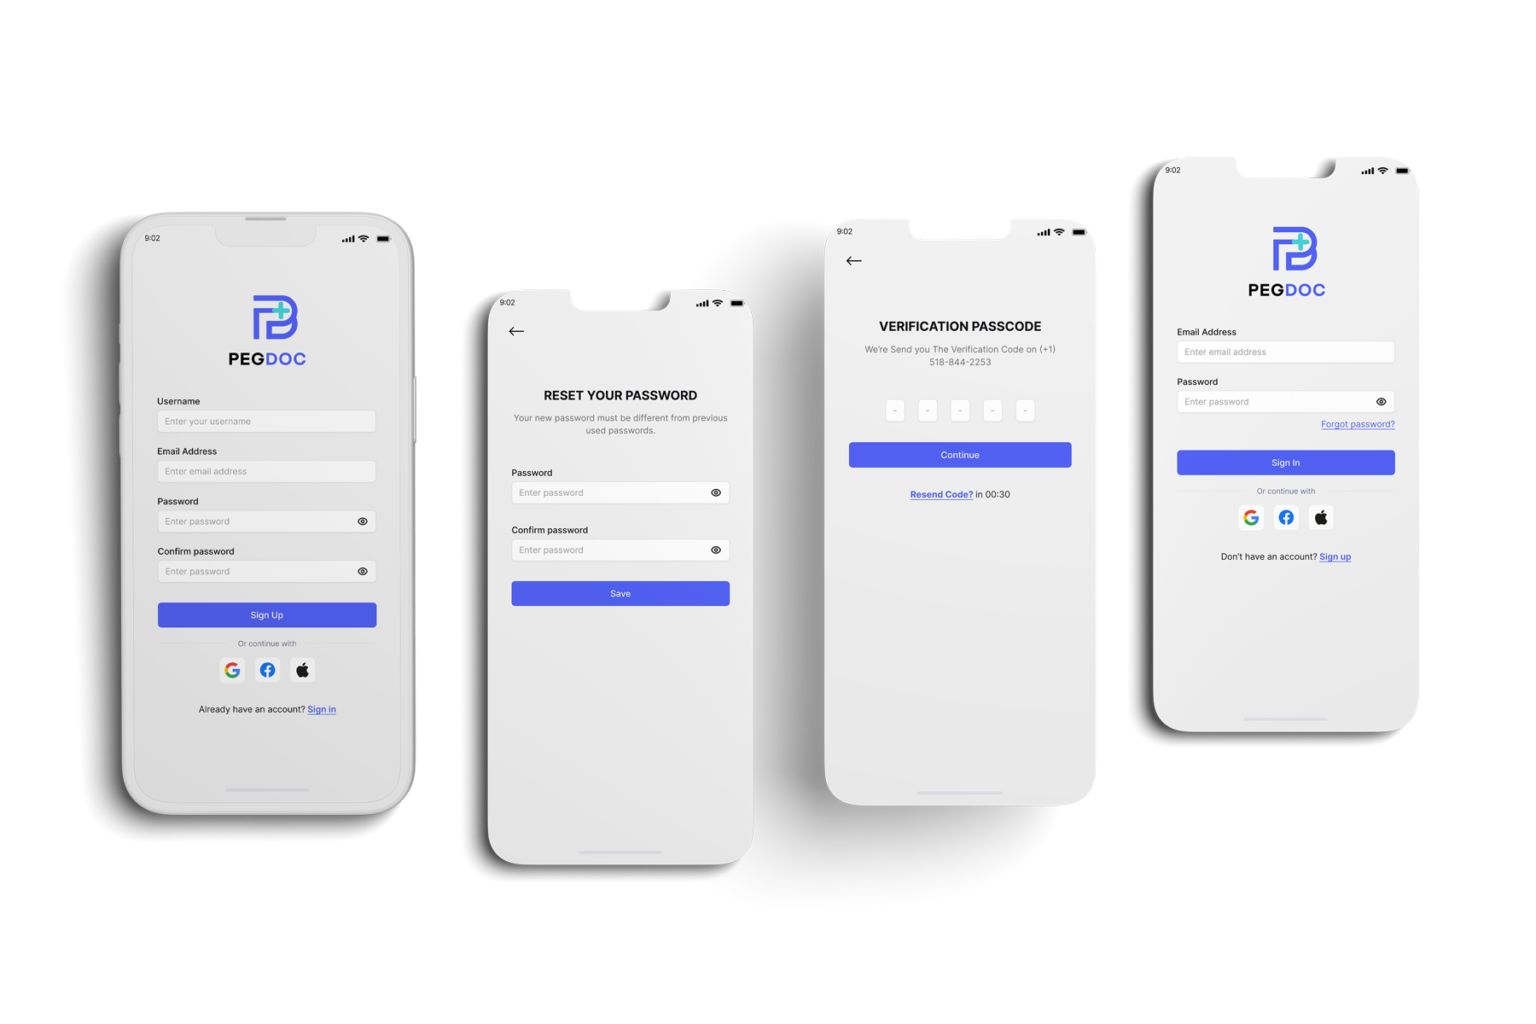 9:02
PEGDOC
Username
Enter your username
Email Address
Enter email address
Password
Enter password
Confirm password
Enter password
Sign Up
Or continue with
Already have an account? Sign in
9:02
RESET YOUR PASSWORD
Your new password must be different from previous
used passwords.
Password
Enter password
Confirm password
Enter password
Save
9:02
VERIFICATION PASSCODE
We're Send you The Verification Code on (+1)
518-844-2253
- - - - -
Continue
Resend Code? in 00:30
9:02
PEGDOC
Email Address
Enter email address
Password
Enter password
Forgot password?
Sign In
Or continue with
Don't have an account? Sign up